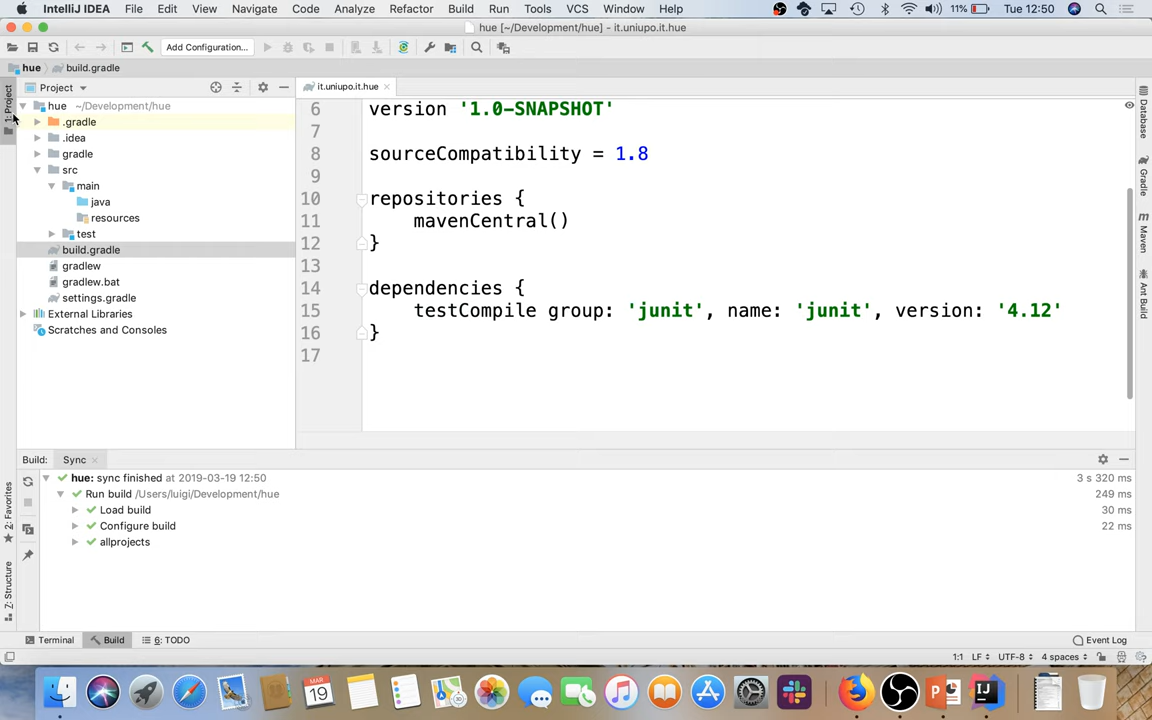 IntelliJ IDEA File Edit View Navigate Code Analyze Refactor Build Run Tools VCS Window Help 11% Tue 12:50
hue [~/Development/hue] - it.uniupo.it.hue
Add Configuration...
hue build.gradle
1: Project
Project
it.uniupo.it.hue
hue ~/Development/hue
.gradle
.idea
gradle
src
main
java
resources
test
build.gradle
gradlew
gradlew.bat
settings.gradle
External Libraries
Scratches and Consoles
6 version '1.0-SNAPSHOT'
7
8 sourceCompatibility = 1.8
9
10 repositories {
11 mavenCentral()
12 }
13
14 dependencies {
15 testCompile group: 'junit', name: 'junit', version: '4.12'
16 }
17
Database
Gradle
Maven
Ant Build
Build: Sync
hue: sync finished at 2019-03-19 12:50 3 s 320 ms
Run build /Users/luigi/Development/hue 249 ms
Load build 30 ms
Configure build 22 ms
allprojects
2: Favorites
Z: Structure
Terminal Build 6: TODO Event Log
1:1 LF UTF-8 4 spaces
MAR
19
P
IJ